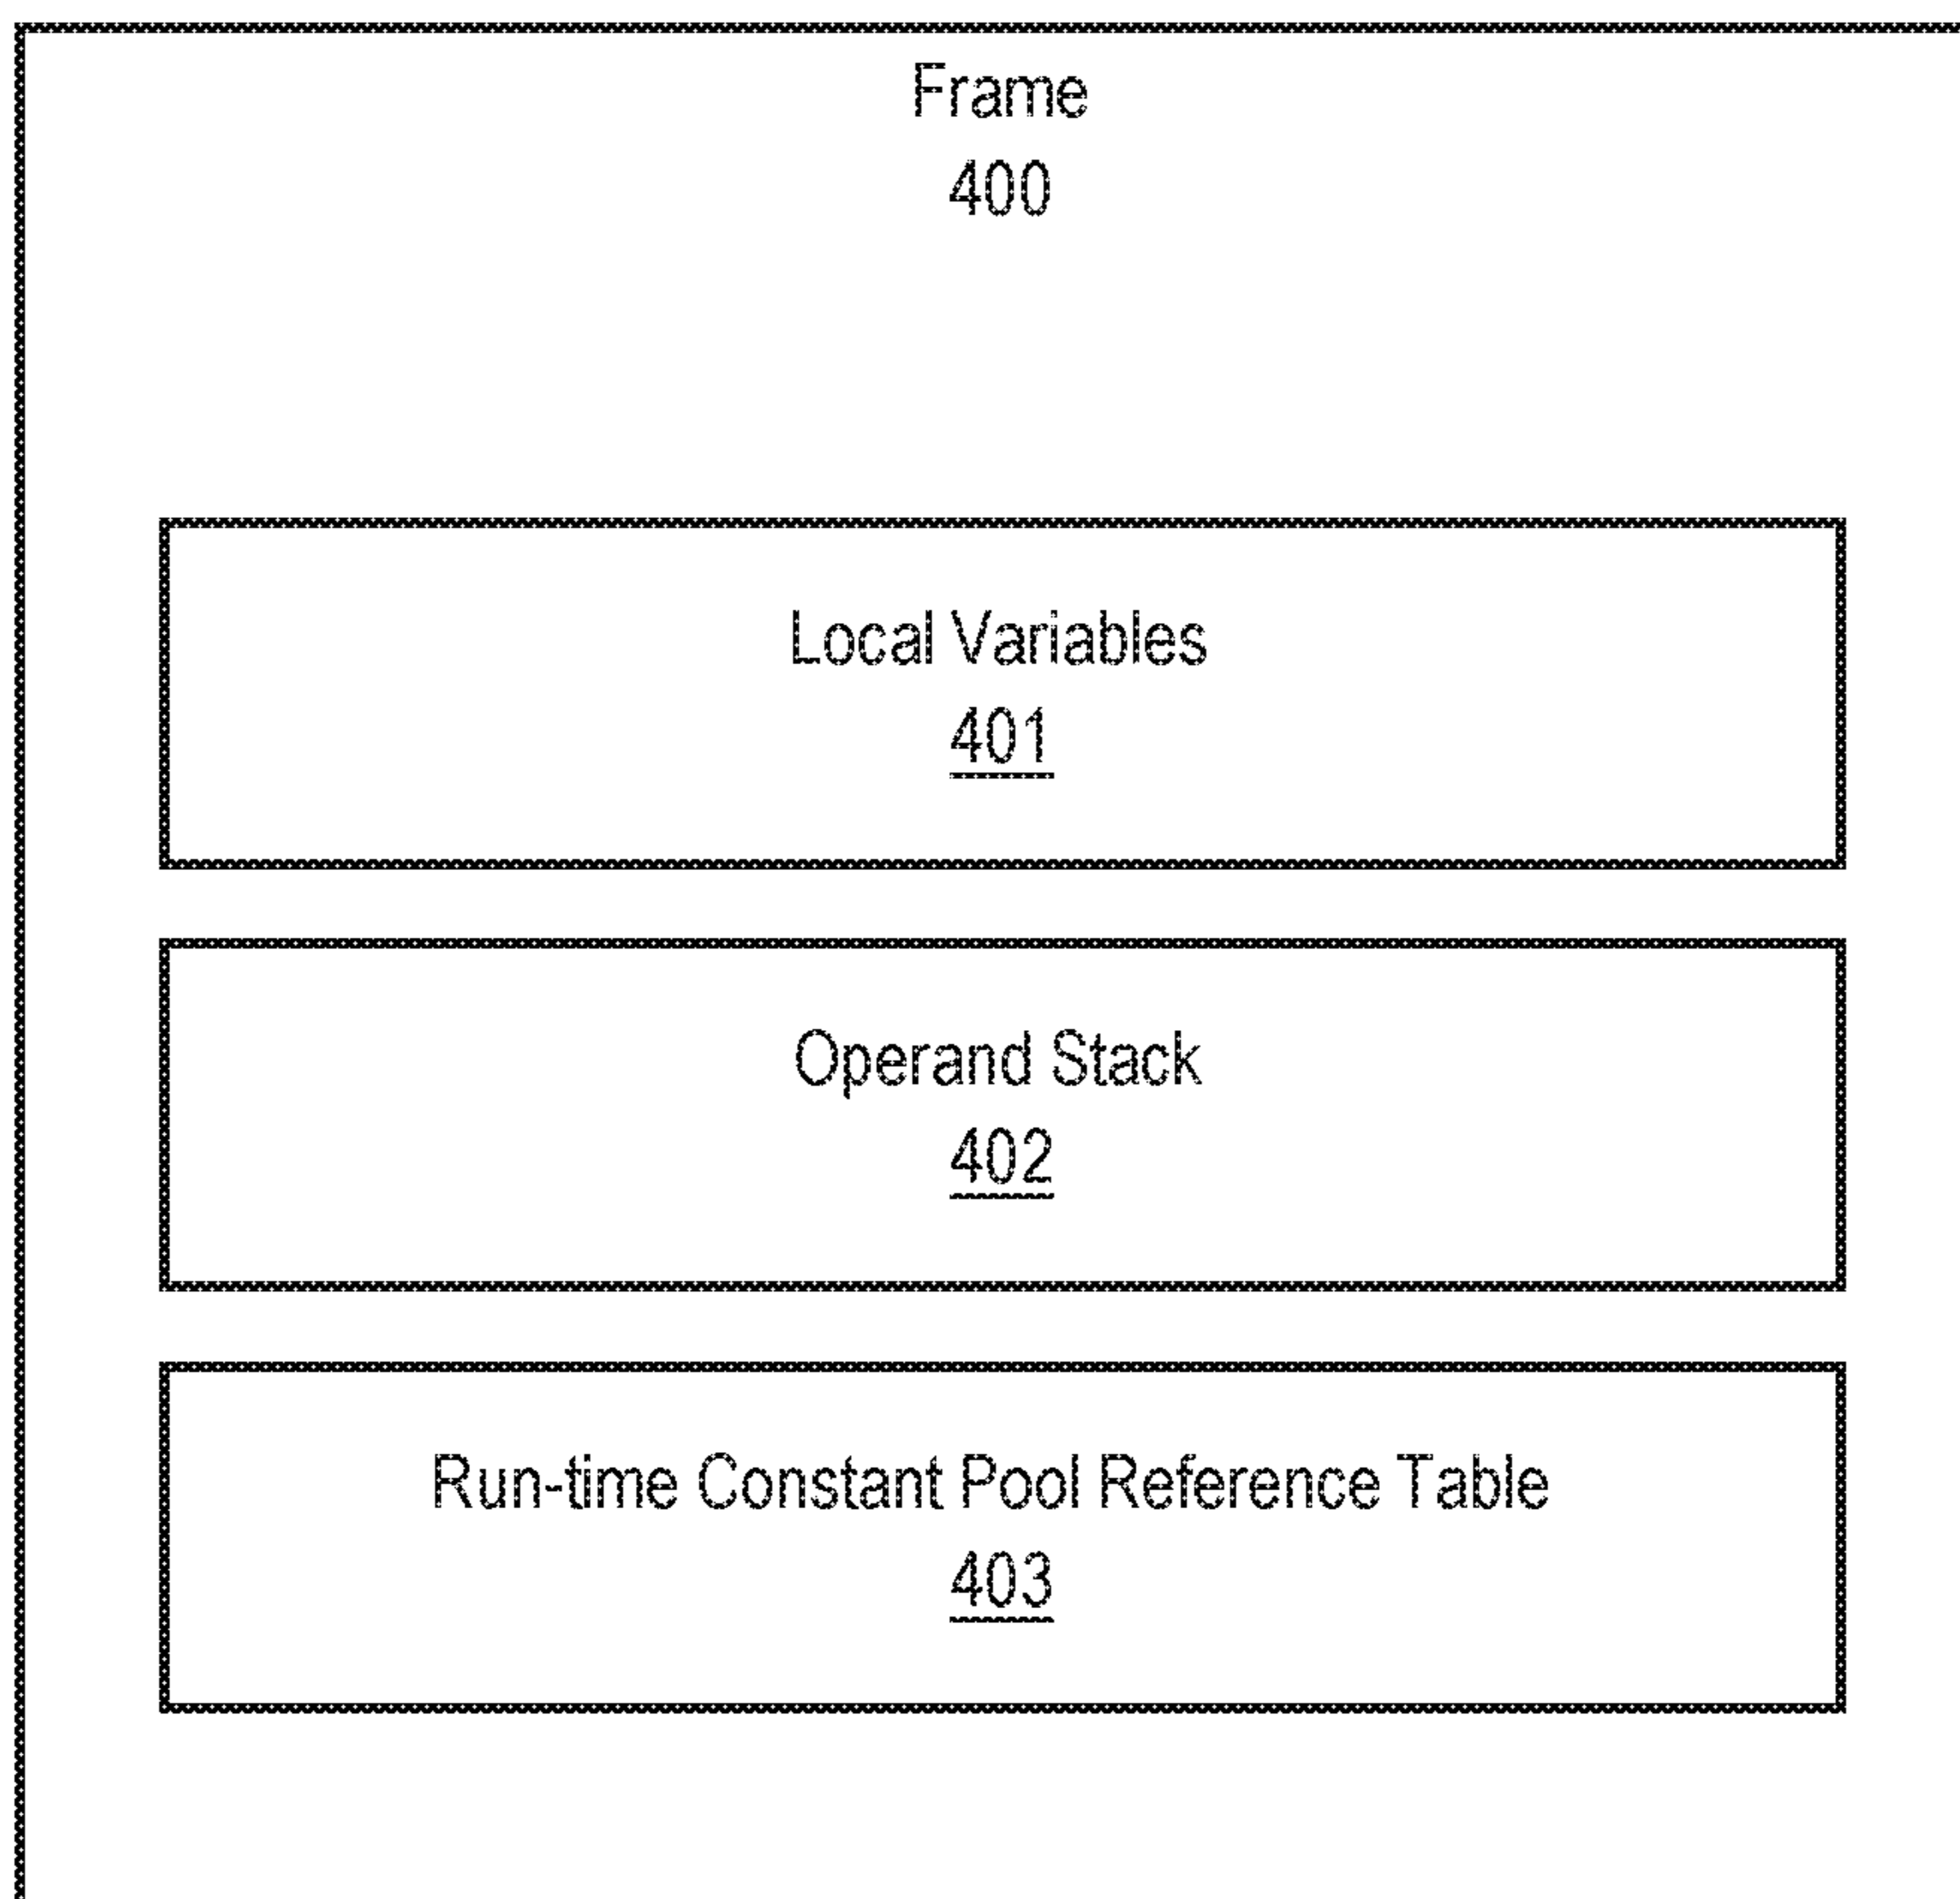 Frame
400
Local Variables
401
Operand Stack
402
Run-time Constant Pool Reference Table
403